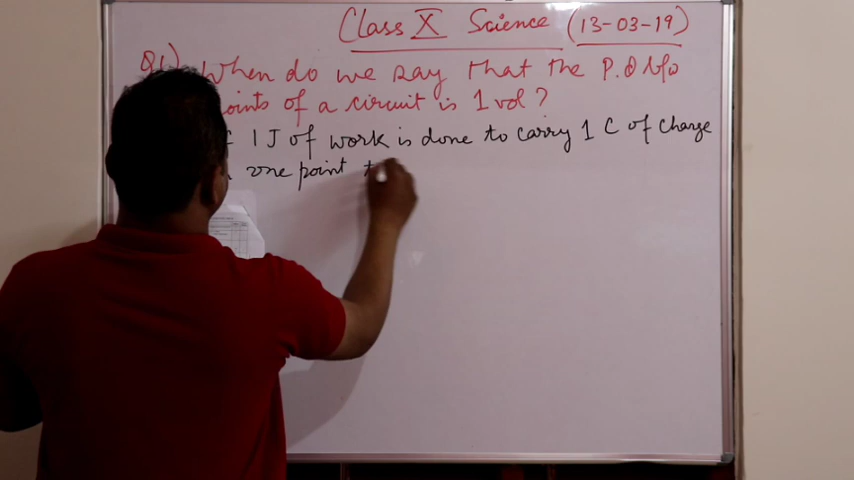 Class X Science (13-03-19)
Q1) When do we say that the P.D b/o
oints of a circuit is 1 vol?
1 J of work is done to carry 1 C of charge
one point t